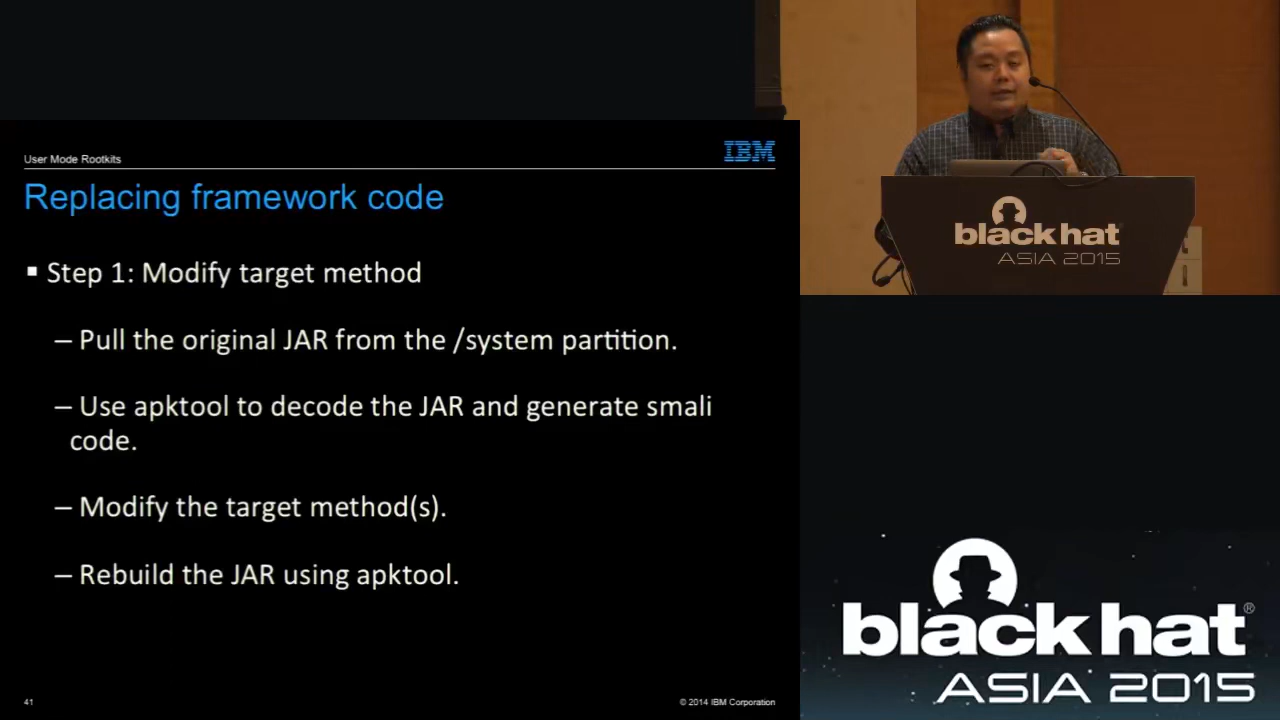 User Mode Rootkits
IBM
Replacing framework code
▪ Step 1: Modify target method
– Pull the original JAR from the /system partition.
– Use apktool to decode the JAR and generate smali
code.
– Modify the target method(s).
– Rebuild the JAR using apktool.
41
© 2014 IBM Corporation
black hat
ASIA 2015
black hat®
ASIA 2015